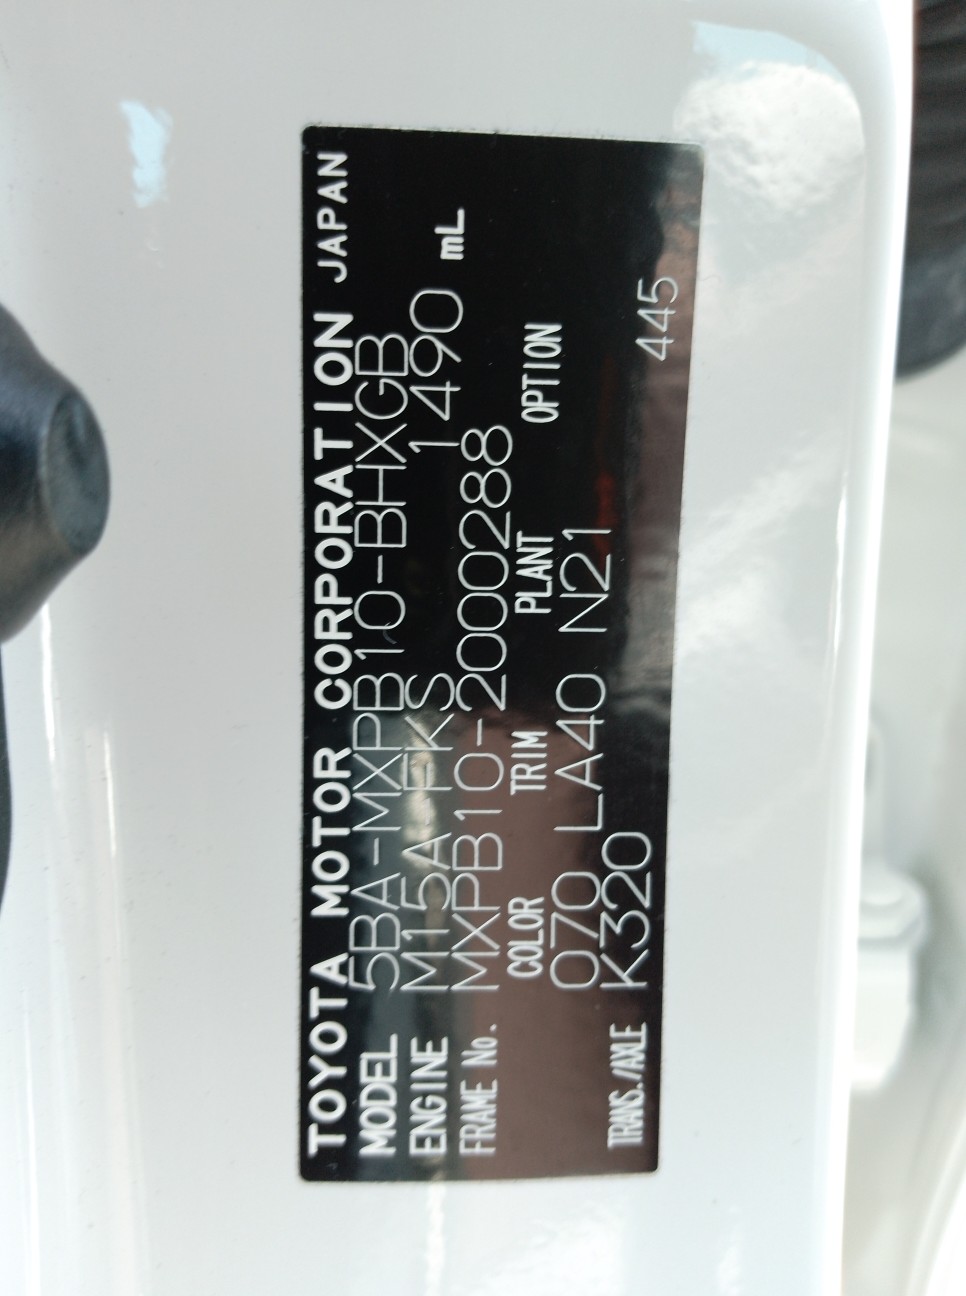 TOYOTA MOTOR CORPORATION JAPAN
MODEL 5BA-MXPB10-BHXGB
ENGINE M15A-FKS 1490 mL
FRAME No. MXPB10-2000288
COLOR TRIM PLANT OPTION
070 LA40 N21
TRANS./AXLE K320 445